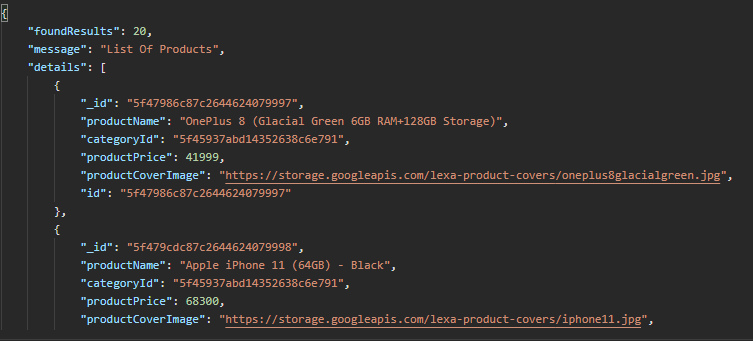 {
"foundResults": 20,
"message": "List Of Products",
"details": [
{
"_id": "5f47986c87c2644624079997",
"productName": "OnePlus 8 (Glacial Green 6GB RAM+128GB Storage)",
"categoryId": "5f45937abd14352638c6e791",
"productPrice": 41999,
"productCoverImage": "https://storage.googleapis.com/lexa-product-covers/oneplus8glacialgreen.jpg",
"id": "5f47986c87c2644624079997"
},
{
"_id": "5f479cdc87c2644624079998",
"productName": "Apple iPhone 11 (64GB) - Black",
"categoryId": "5f45937abd14352638c6e791",
"productPrice": 68300,
"productCoverImage": "https://storage.googleapis.com/lexa-product-covers/iphone11.jpg",